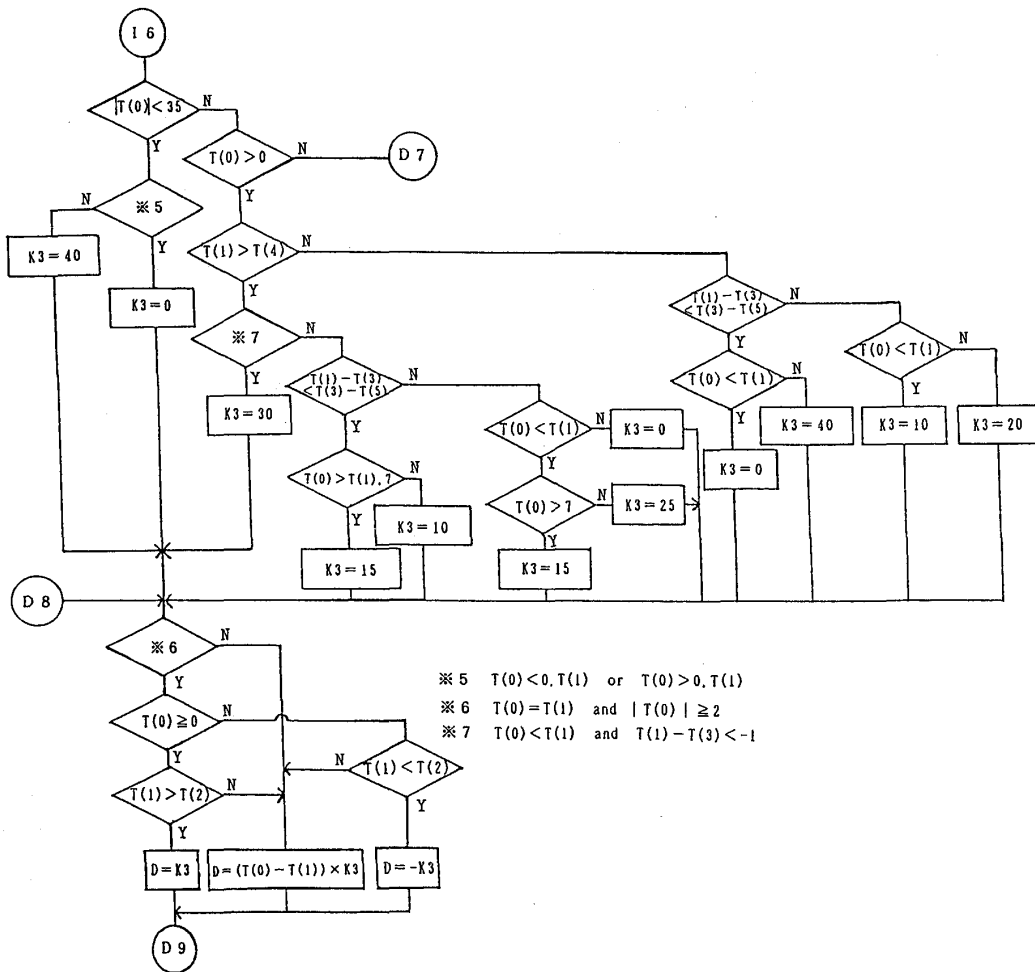 I 6
|T(0)|<35
N
Y
T(0)>0
N
D 7
Y
※5
N
Y
T(1)>T(4)
N
Y
K3=40
K3=0
T(1)-T(3)
<T(3)-T(5)
N
Y
※7
N
Y
T(0)<T(1)
N
Y
T(0)<T(1)
N
Y
T(1)-T(3)
<T(3)-T(5)
N
Y
K3=30
K3=40
K3=10
K3=20
T(0)<T(1)
N
K3=0
Y
K3=0
T(0)>T(1),7
N
Y
T(0)>7
N
K3=25
Y
K3=10
K3=15
K3=15
D 8
※6
N
Y
※5 T(0)<0,T(1) or T(0)>0,T(1)
※6 T(0)=T(1) and |T(0)|≧2
※7 T(0)<T(1) and T(1)-T(3)<-1
T(0)≧0
N
Y
T(1)<T(2)
N
Y
T(1)>T(2)
N
Y
D=K3
D=(T(0)-T(1))×K3
D=-K3
D 9